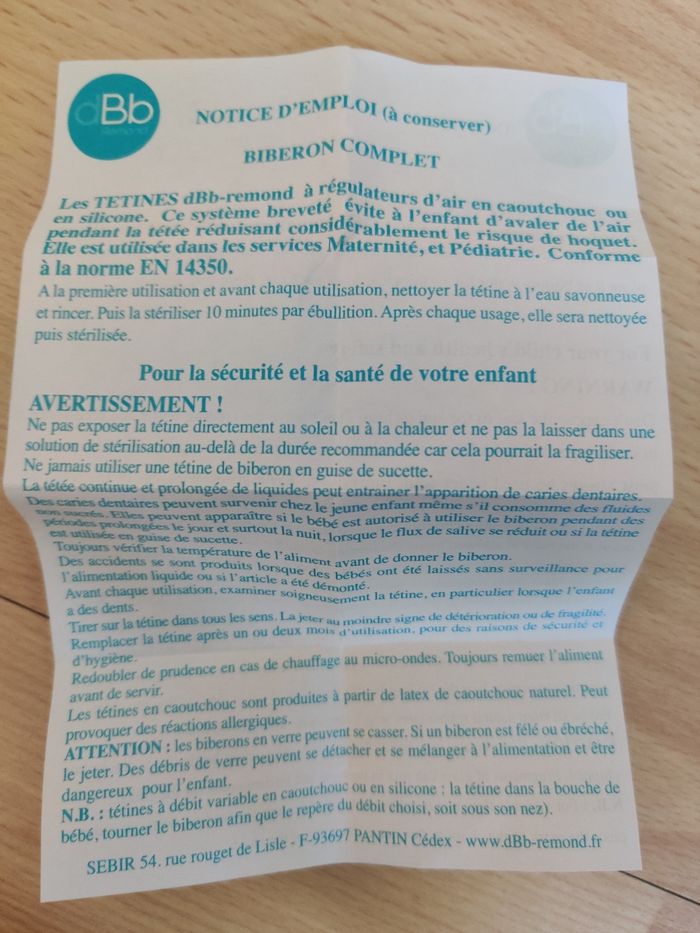 dBb
Remond
NOTICE D'EMPLOI (à conserver)
BIBERON COMPLET
Les TETINES dBb-remond à régulateurs d'air en caoutchouc ou
en silicone. Ce système breveté évite à l'enfant d'avaler de l'air
pendant la tétée réduisant considérablement le risque de hoquet.
Elle est utilisée dans les services Maternité, et Pédiatrie. Conforme
à la norme EN 14350.
A la première utilisation et avant chaque utilisation, nettoyer la tétine à l'eau savonneuse
et rincer. Puis la stériliser 10 minutes par ébullition. Après chaque usage, elle sera nettoyée
puis stérilisée.
Pour la sécurité et la santé de votre enfant
AVERTISSEMENT !
Ne pas exposer la tétine directement au soleil ou à la chaleur et ne pas la laisser dans une
solution de stérilisation au-delà de la durée recommandée car cela pourrait la fragiliser.
Ne jamais utiliser une tétine de biberon en guise de sucette.
La tétée continue et prolongée de liquides peut entrainer l'apparition de caries dentaires.
Des caries dentaires peuvent survenir chez le jeune enfant même s'il consomme des fluides
non sucrés. Elles peuvent apparaître si le bébé est autorisé à utiliser le biberon pendant des
périodes prolongées le jour et surtout la nuit, lorsque le flux de salive se réduit ou si la tétine
est utilisée en guise de sucette.
Toujours vérifier la température de l'aliment avant de donner le biberon.
Des accidents se sont produits lorsque des bébés ont été laissés sans surveillance pour
l'alimentation liquide ou si l'article a été démonté.
Avant chaque utilisation, examiner soigneusement la tétine, en particulier lorsque l'enfant
a des dents.
Tirer sur la tétine dans tous les sens. La jeter au moindre signe de détérioration ou de fragilité.
Remplacer la tétine après un ou deux mois d'utilisation, pour des raisons de sécurité et
d'hygiène.
Redoubler de prudence en cas de chauffage au micro-ondes. Toujours remuer l'aliment
avant de servir.
Les tétines en caoutchouc sont produites à partir de latex de caoutchouc naturel. Peut
provoquer des réactions allergiques.
ATTENTION : les biberons en verre peuvent se casser. Si un biberon est fêlé ou ébréché,
le jeter. Des débris de verre peuvent se détacher et se mélanger à l'alimentation et être
dangereux pour l'enfant.
N.B. : tétines à débit variable en caoutchouc ou en silicone : la tétine dans la bouche de
bébé, tourner le biberon afin que le repère du débit choisi, soit sous son nez).
SEBIR 54. rue rouget de Lisle - F-93697 PANTIN Cédex - www.dBb-remond.fr